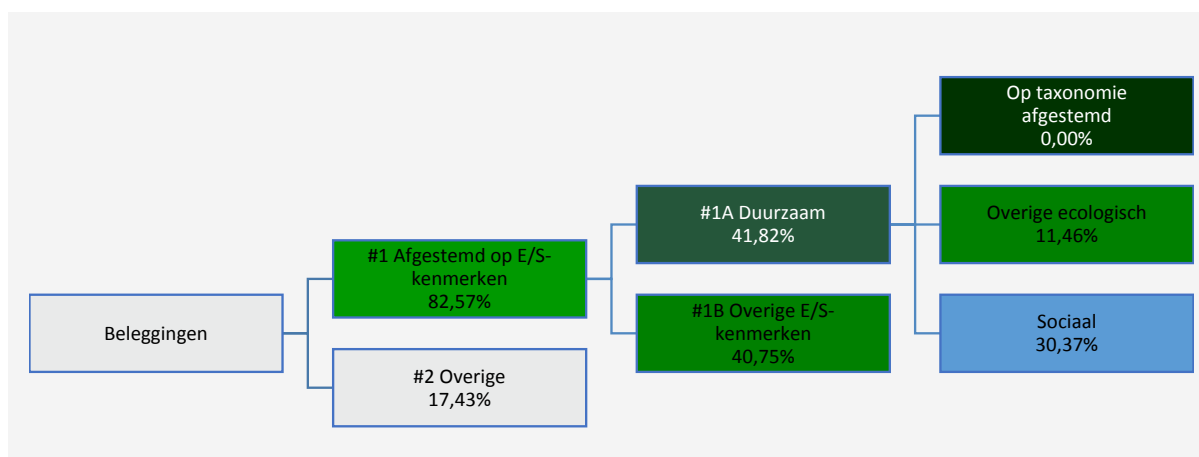 Beleggingen
#1 Afgestemd op E/S-
kenmerken
82,57%
#2 Overige
17,43%
#1A Duurzaam
41,82%
#1B Overige E/S-
kenmerken
40,75%
Op taxonomie
afgestemd
0,00%
Overige ecologisch
11,46%
Sociaal
30,37%